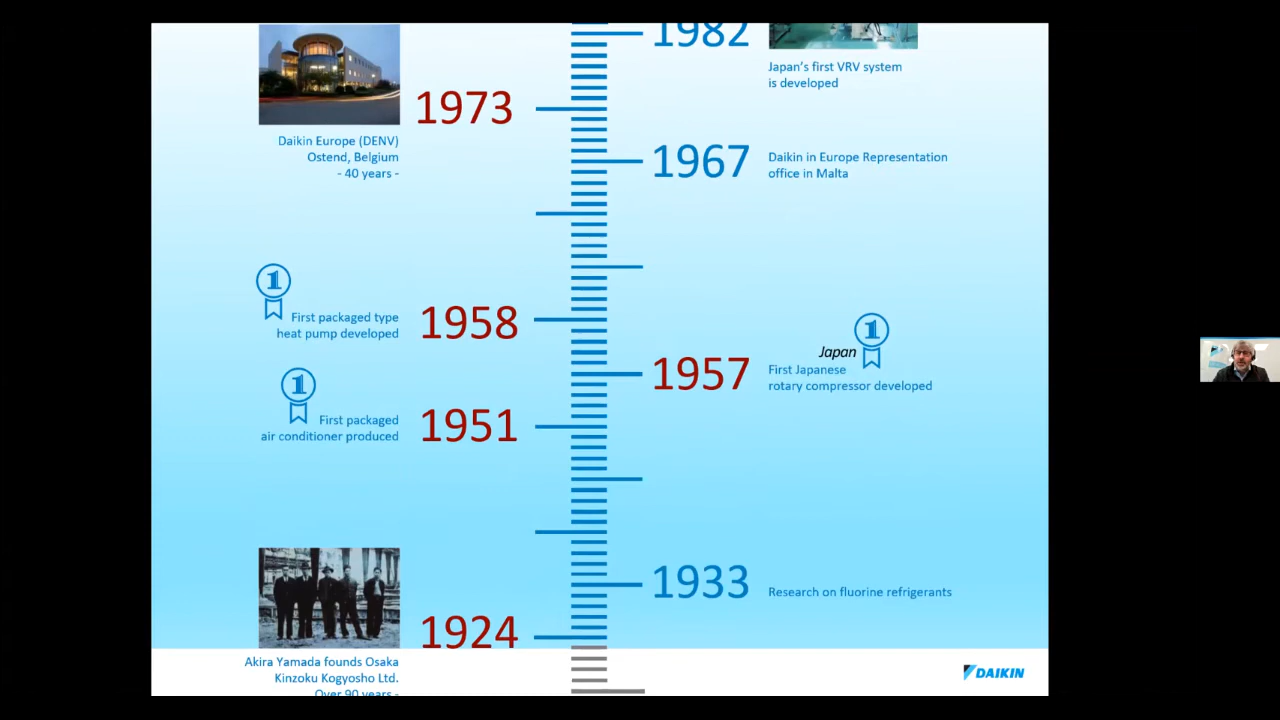 1982
Japan's first VRV system
is developed
1973
Daikin Europe (DENV)
Ostend, Belgium
- 40 years -
1967
Daikin in Europe Representation
office in Malta
1
First packaged type
heat pump developed
1958
1
Japan
1957
First Japanese
rotary compressor developed
1
First packaged
air conditioner produced
1951
1933
Research on fluorine refrigerants
1924
Akira Yamada founds Osaka
Kinzoku Kogyosho Ltd.
Over 90 years -
DAIKIN